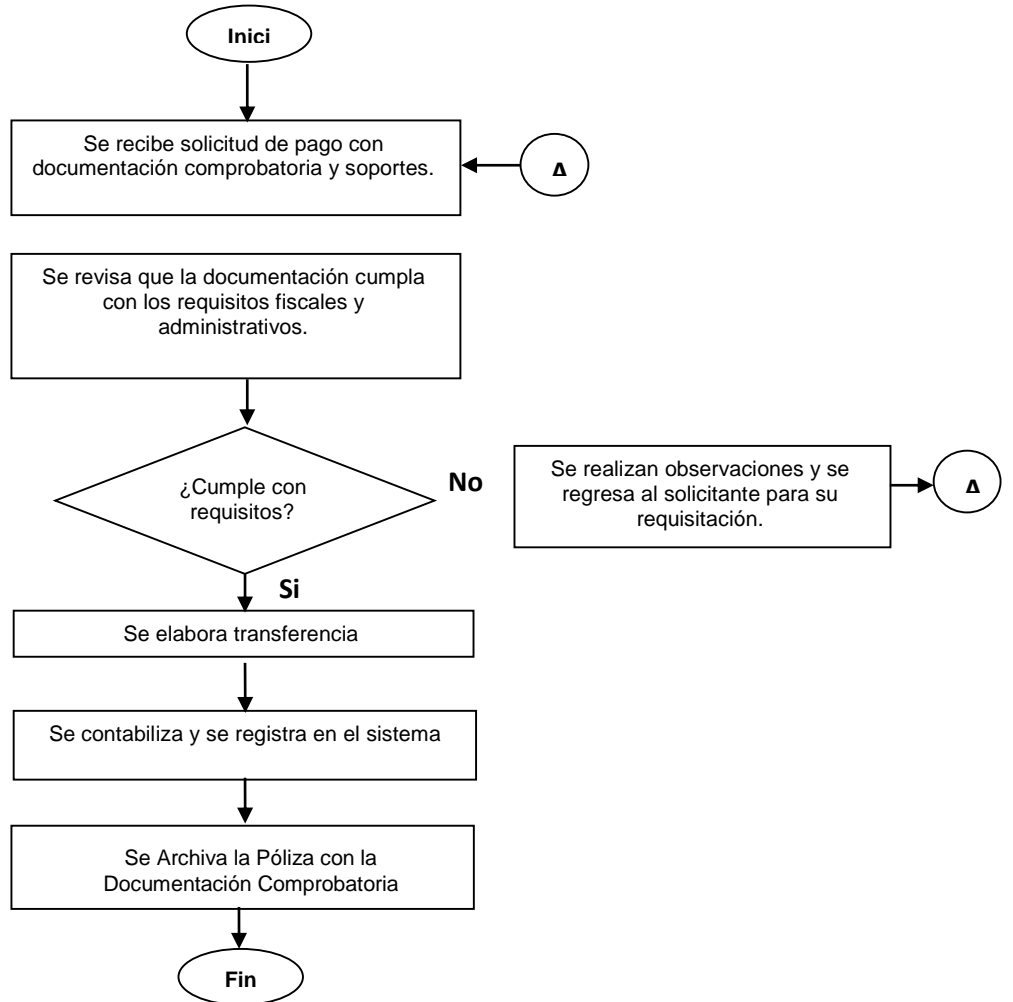 Inici
Se recibe solicitud de pago con
documentación comprobatoria y soportes.
A
Se revisa que la documentación cumpla
con los requisitos fiscales y
administrativos.
¿Cumple con
requisitos?
No
Se realizan observaciones y se
regresa al solicitante para su
requisitación.
A
Si
Se elabora transferencia
Se contabiliza y se registra en el sistema
Se Archiva la Póliza con la
Documentación Comprobatoria
Fin